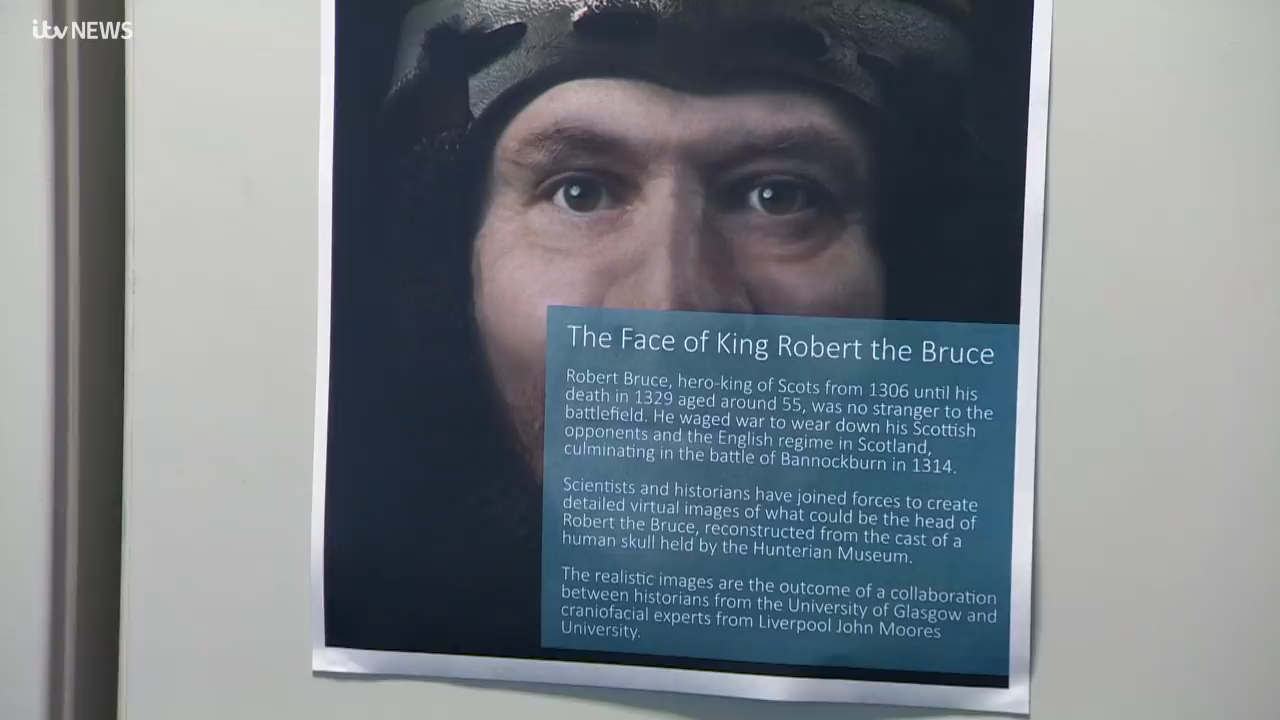 itv NEWS
The Face of King Robert the Bruce
Robert Bruce, hero-king of Scots from 1306 until his
death in 1329 aged around 55, was no stranger to the
battlefield. He waged war to wear down his Scottish
opponents and the English regime in Scotland,
culminating in the battle of Bannockburn in 1314.
Scientists and historians have joined forces to create
detailed virtual images of what could be the head of
Robert the Bruce, reconstructed from the cast of a
human skull held by the Hunterian Museum.
The realistic images are the outcome of a collaboration
between historians from the University of Glasgow and
craniofacial experts from Liverpool John Moores
University.